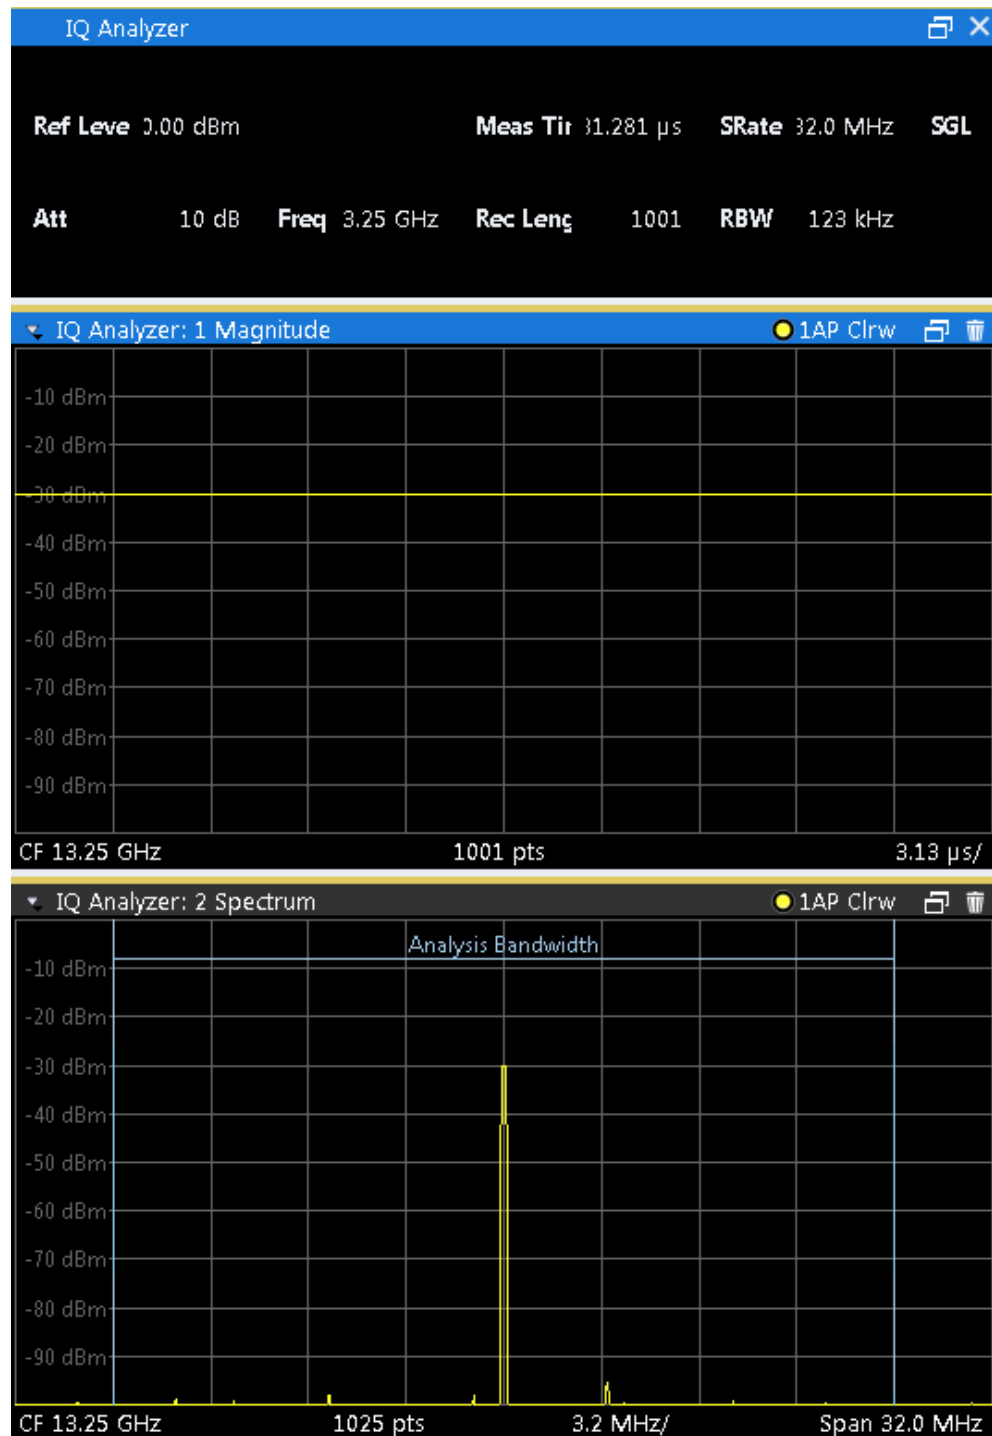 IQ Analyzer
Ref Leve 0.00 dBm Meas Tir 31.281 µs SRate 32.0 MHz SGL
Att 10 dB Freq 3.25 GHz Rec Leng 1001 RBW 123 kHz
IQ Analyzer: 1 Magnitude 1AP Clrw
-10 dBm
-20 dBm
-30 dBm
-40 dBm
-50 dBm
-60 dBm
-70 dBm
-80 dBm
-90 dBm
CF 13.25 GHz 1001 pts 3.13 µs/
IQ Analyzer: 2 Spectrum 1AP Clrw
Analysis Bandwidth
-10 dBm
-20 dBm
-30 dBm
-40 dBm
-50 dBm
-60 dBm
-70 dBm
-80 dBm
-90 dBm
CF 13.25 GHz 1025 pts 3.2 MHz/ Span 32.0 MHz